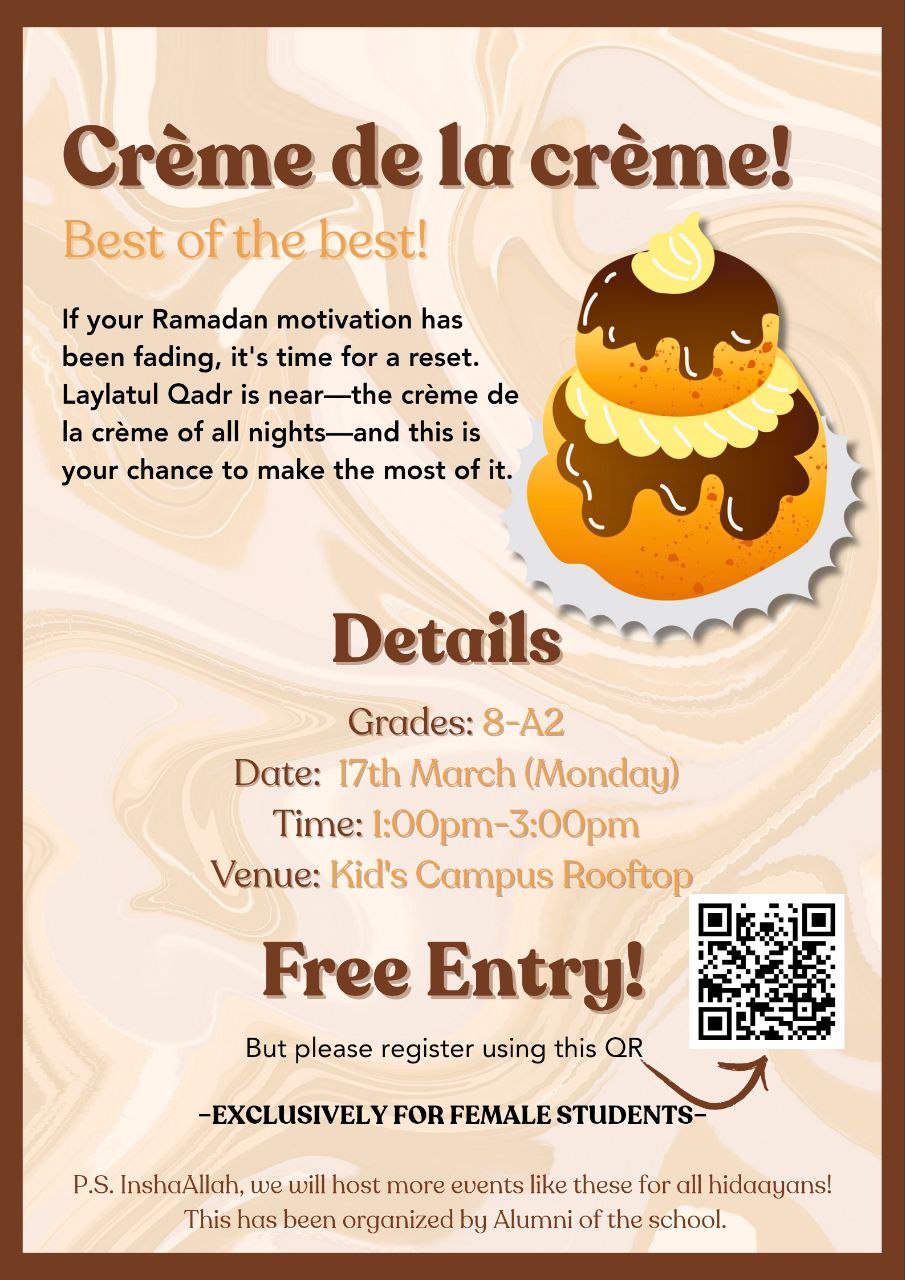 Crème de la crème!
Best of the best!
If your Ramadan motivation has
been fading, it's time for a reset.
Laylatul Qadr is near—the crème de
la crème of all nights—and this is
your chance to make the most of it.
Details
Grades: 8-A2
Date: 17th March (Monday)
Time: 1:00pm-3:00pm
Venue: Kid's Campus Rooftop
Free Entry!
But please register using this QR
-EXCLUSIVELY FOR FEMALE STUDENTS-
P.S. InshaAllah, we will host more events like these for all hidaayans!
This has been organized by Alumni of the school.